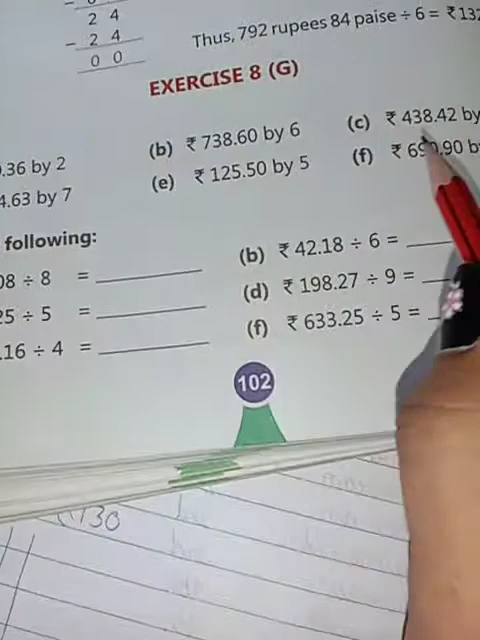 2 4
- 2 4
0 0
Thus, 792 rupees 84 paise ÷ 6 = ₹ 132
EXERCISE 8 (G)
.36 by 2 (b) ₹ 738.60 by 6 (c) ₹ 438.42 by
4.63 by 7 (e) ₹ 125.50 by 5 (f) ₹ 690.90 b
following:
08 ÷ 8 = (b) ₹ 42.18 ÷ 6 =
25 ÷ 5 = (d) ₹ 198.27 ÷ 9 =
.16 ÷ 4 = (f) ₹ 633.25 ÷ 5 =
102